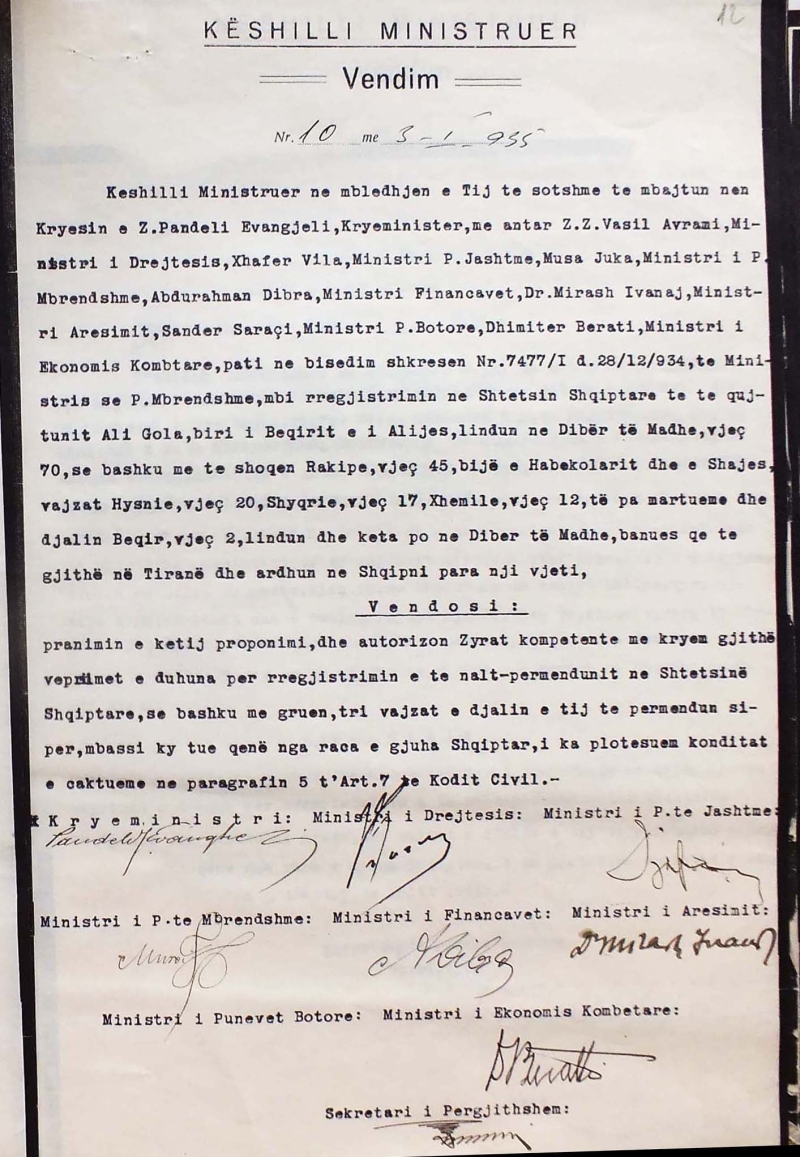 12
KËSHILLI MINISTRUER
Vendim
Nr. 10 me 3-I-935
Keshilli Ministruer ne mbledhjen e Tij te sotshme te mbajtun nen
Kryesin e Z.Pandeli Evangjeli,Kryeminister,me antar Z.Z.Vasil Avrami,Mi-
nistri i Drejtesis,Xhafer Vila,Ministri P.Jashtme,Musa Juka,Ministri i P.
Mbrendshme,Abdurahman Dibra,Ministri Financavet,Dr.Mirash Ivanaj,Minist-
ri Aresimit,Sander Saraçi,Ministri P.Botore,Dhimiter Berati,Ministri i
Ekonomis Kombtare,pati ne bisedim shkresen Nr.7477/I d.28/12/934,te Mini-
stris se P.Mbrendshme,mbi rregjistrimin ne Shtetsin Shqiptare te te quj-
tunit Ali Gola,biri i Beqirit e i Alijes,lindun ne Dibër të Madhe,vjeç
70,se bashku me te shoqen Rakipe,vjeç 45,bijë e Habekolarit dhe e Shajes,
vajzat Hysnie,vjeç 20,Shyqrie,vjeç 17,Xhemile,vjeç 12,të pa martueme dhe
djalin Beqir,vjeç 2,lindun dhe keta po ne Diber të Madhe,banues qe te
gjithë në Tiranë dhe ardhun ne Shqipni para nji vjeti,
Vendosi:
pranimin e ketij proponimi,dhe autorizon Zyrat kompetente me kryem gjithë
veprimet e duhuna per rregjistrimin e te nalt-permendunit ne Shtetsinë
Shqiptare,se bashku me gruen,tri vajzat e djalin e tij te permendun si-
per,mbassi ky tue qenë nga raca e gjuha Shqiptar,i ka plotesuem konditat
e caktueme ne paragrafin 5 t'Art.7 te Kodit Civil.-
Kryeministri: Ministri i Drejtesis: Ministri i P.te Jashtme:
Ministri i P.te Mbrendshme: Ministri i Financavet: Ministri i Aresimit:
ADibra Dr Mirash Ivanaj
Ministri i Punevet Botore: Ministri i Ekonomis Kombetare:
DBeratti
Sekretari i Pergjithshem: